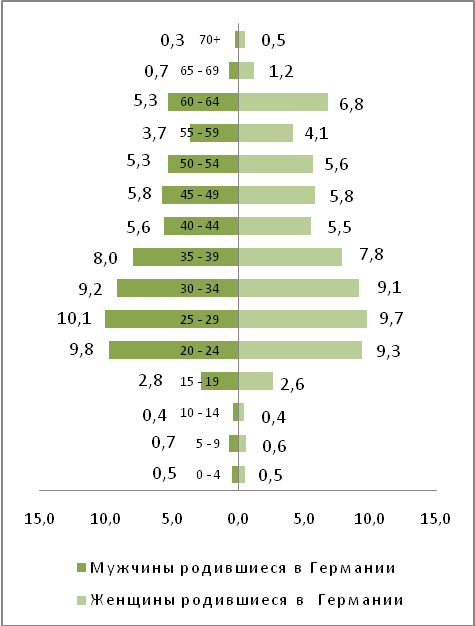 0,3 70+ 0,5
0,7 65 - 69 1,2
5,3 60 - 64 6,8
3,7 55 - 59 4,1
5,3 50 - 54 5,6
5,8 45 - 49 5,8
5,6 40 - 44 5,5
8,0 35 - 39 7,8
9,2 30 - 34 9,1
10,1 25 - 29 9,7
9,8 20 - 24 9,3
2,8 15 - 19 2,6
0,4 10 - 14 0,4
0,7 5 - 9 0,6
0,5 0 - 4 0,5
15,0 10,0 5,0 0,0 5,0 10,0 15,0
Мужчины родившиеся в Германии
Женщины родившиеся в Германии